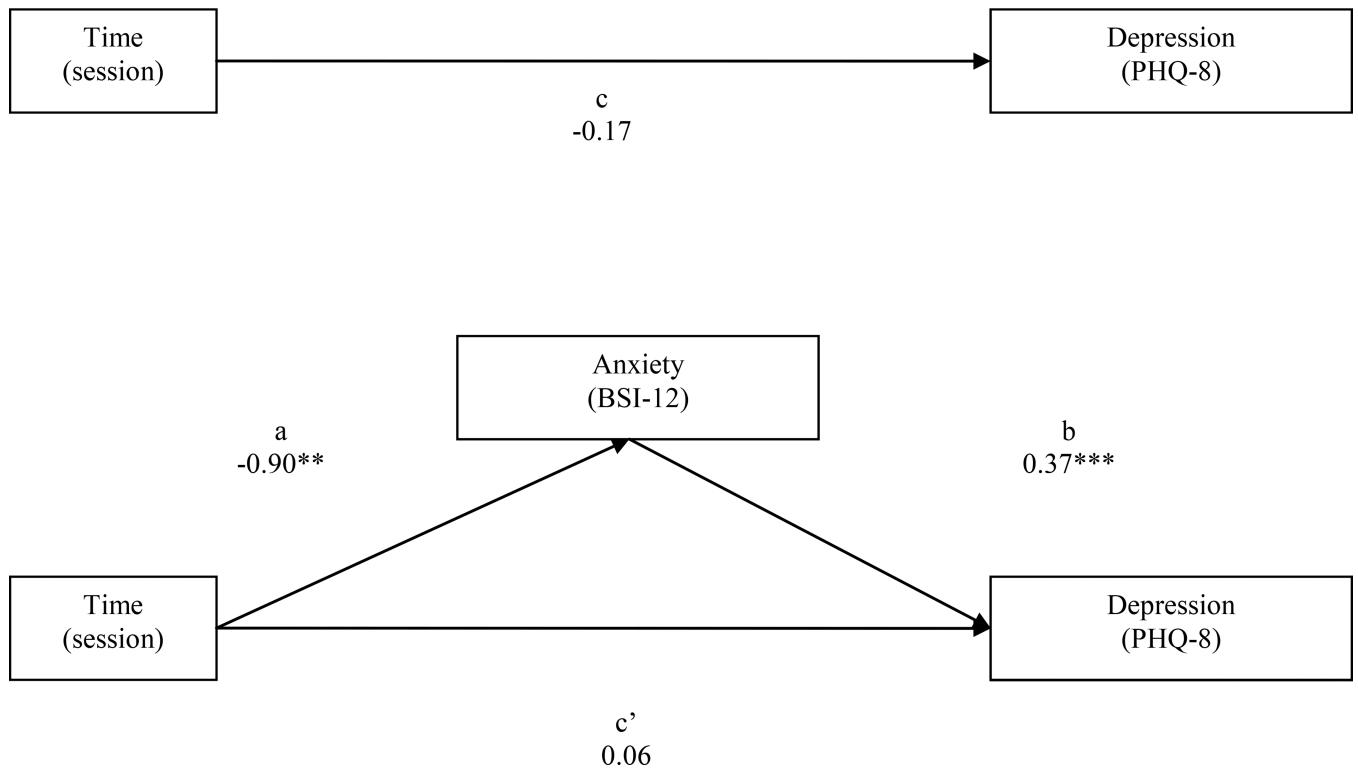 Time
(session)
Depression
(PHQ-8)
c
-0.17
Anxiety
(BSI-12)
a
-0.90**
b
0.37***
Time
(session)
Depression
(PHQ-8)
c’
0.06